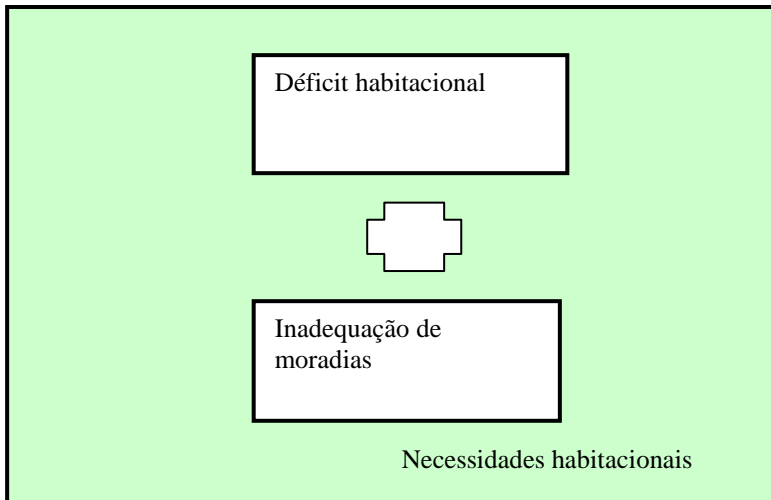 Déficit habitacional
Inadequação de
moradias
Necessidades habitacionais